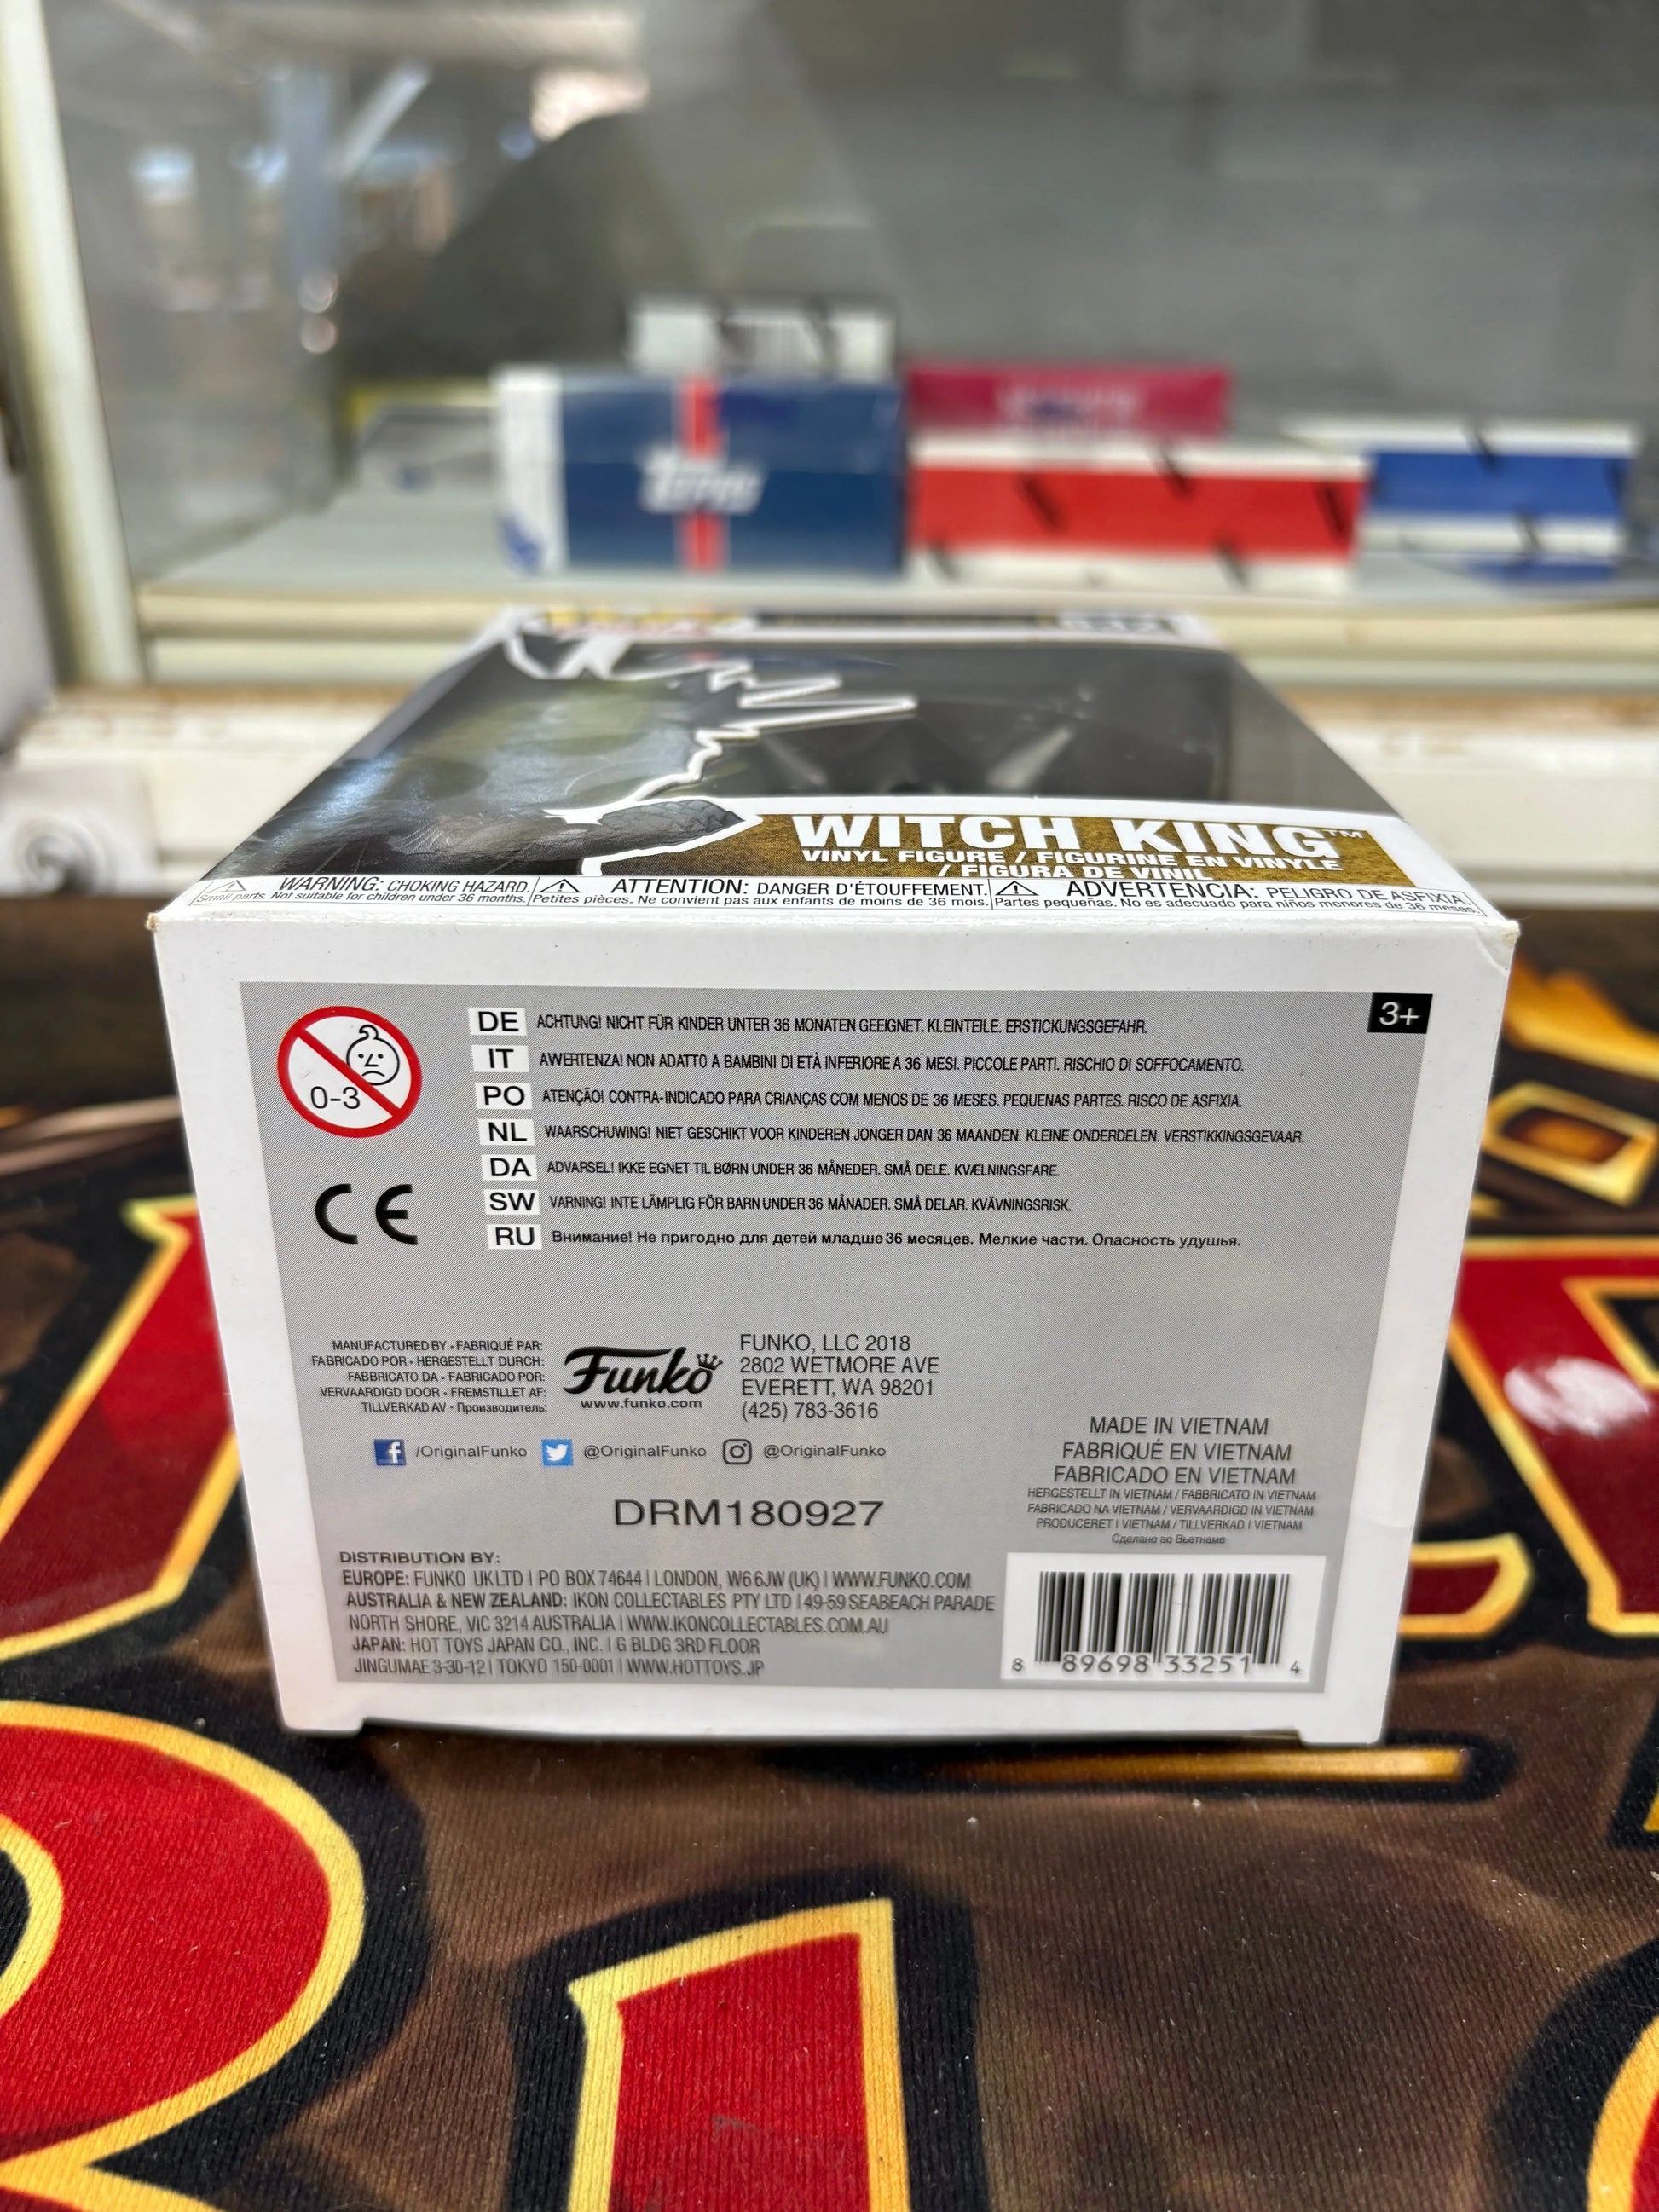 Topps
WITCH KING™
VINYL FIGURE / FIGURINE EN VINYLE
/ FIGURA DE VINIL
WARNING: CHOKING HAZARD.
Small parts. Not suitable for children under 36 months.
ATTENTION: DANGER D'ÉTOUFFEMENT.
Petites pièces. Ne convient pas aux enfants de moins de 36 mois.
ADVERTENCIA: PELIGRO DE ASFIXIA.
Partes pequeñas. No es adecuado para niños menores de 36 meses.
3+
0-3
DE ACHTUNG! NICHT FÜR KINDER UNTER 36 MONATEN GEEIGNET. KLEINTEILE. ERSTICKUNGSGEFAHR.
IT AVVERTENZA! NON ADATTO A BAMBINI DI ETÀ INFERIORE A 36 MESI. PICCOLE PARTI. RISCHIO DI SOFFOCAMENTO.
PO ATENÇÃO! CONTRA-INDICADO PARA CRIANÇAS COM MENOS DE 36 MESES. PEQUENAS PARTES. RISCO DE ASFIXIA.
NL WAARSCHUWING! NIET GESCHIKT VOOR KINDEREN JONGER DAN 36 MAANDEN. KLEINE ONDERDELEN. VERSTIKKINGSGEVAAR.
DA ADVARSEL! IKKE EGNET TIL BØRN UNDER 36 MÅNEDER. SMÅ DELE. KVÆLNINGSFARE.
SW VARNING! INTE LÄMPLIG FÖR BARN UNDER 36 MÅNADER. SMÅ DELAR. KVÄVNINGSRISK.
RU Внимание! Не пригодно для детей младше 36 месяцев. Мелкие части. Опасность удушья.
CE
MANUFACTURED BY • FABRIQUÉ PAR:
FABRICADO POR • HERGESTELLT DURCH:
FABBRICATO DA • FABRICADO POR:
VERVAARDIGD DOOR • FREMSTILLET AF:
TILLVERKAD AV • Производитель:
Funko
www.funko.com
FUNKO, LLC 2018
2802 WETMORE AVE
EVERETT, WA 98201
(425) 783-3616
/OriginalFunko @OriginalFunko @OriginalFunko
DRM180927
MADE IN VIETNAM
FABRIQUÉ EN VIETNAM
FABRICADO EN VIETNAM
HERGESTELLT IN VIETNAM / FABBRICATO IN VIETNAM
FABRICADO NA VIETNAM / VERVAARDIGD IN VIETNAM
PRODUCERET I VIETNAM / TILLVERKAD I VIETNAM
Сделано во Вьетнаме
DISTRIBUTION BY:
EUROPE: FUNKO UK LTD | PO BOX 74644 | LONDON, W6 6JW (UK) | WWW.FUNKO.COM
AUSTRALIA & NEW ZEALAND: IKON COLLECTABLES PTY LTD | 49-59 SEABEACH PARADE
NORTH SHORE, VIC 3214 AUSTRALIA | WWW.IKONCOLLECTABLES.COM.AU
JAPAN: HOT TOYS JAPAN CO., INC. | G BLDG 3RD FLOOR
JINGUMAE 3-30-12 | TOKYO 150-0001 | WWW.HOTTOYS.JP
8 89698 33251 4